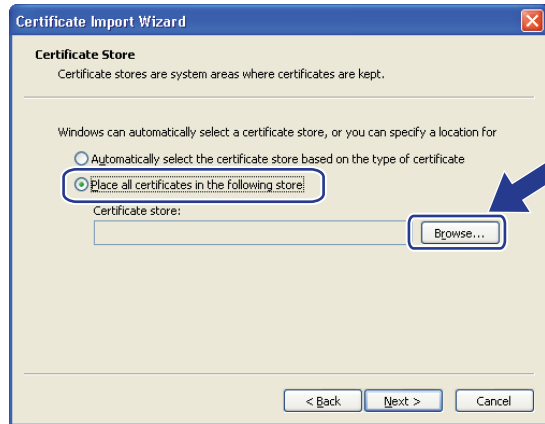 Certificate Import Wizard
Certificate Store
Certificate stores are system areas where certificates are kept.
Windows can automatically select a certificate store, or you can specify a location for
Automatically select the certificate store based on the type of certificate
Place all certificates in the following store
Certificate store:
Browse...
< Back Next > Cancel